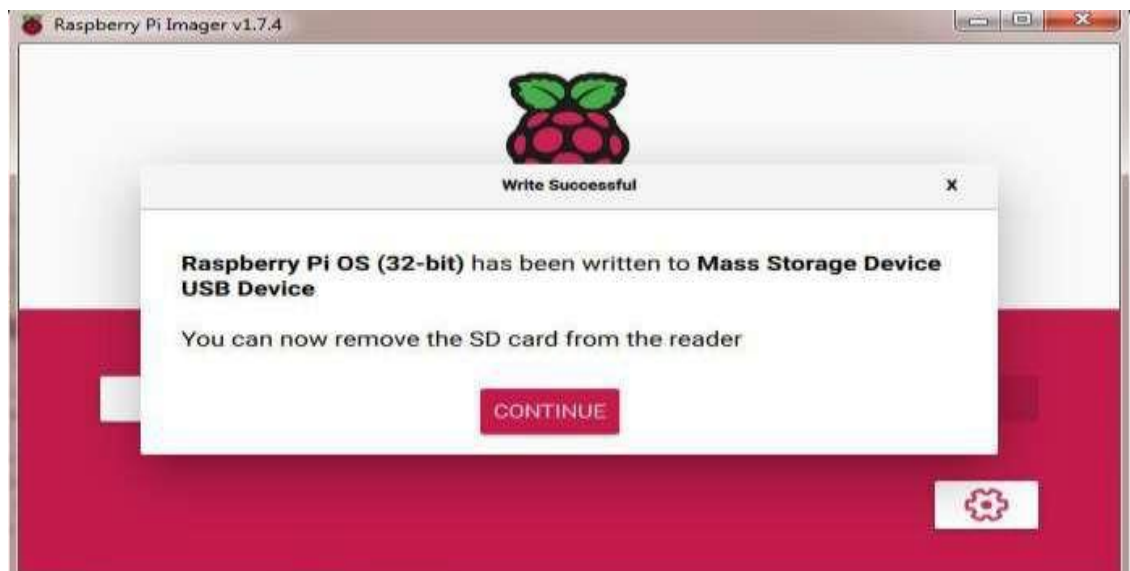 Raspberry Pi Imager v1.7.4
Write Successful
X
Raspberry Pi OS (32-bit) has been written to Mass Storage Device
USB Device
You can now remove the SD card from the reader
CONTINUE